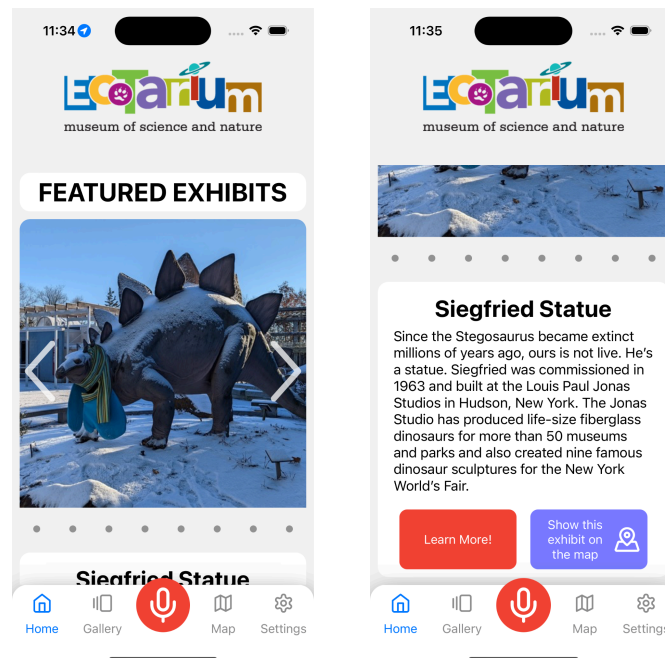 11:34
EcoTarium
museum of science and nature
FEATURED EXHIBITS
Siegfried Statue
Home
Gallery
Map
Settings
11:35
EcoTarium
museum of science and nature
Siegfried Statue
Since the Stegosaurus became extinct
millions of years ago, ours is not live. He's
a statue. Siegfried was commissioned in
1963 and built at the Louis Paul Jonas
Studios in Hudson, New York. The Jonas
Studio has produced life-size fiberglass
dinosaurs for more than 50 museums
and parks and also created nine famous
dinosaur sculptures for the New York
World's Fair.
Learn More!
Show this
exhibit on
the map
Home
Gallery
Map
Settings